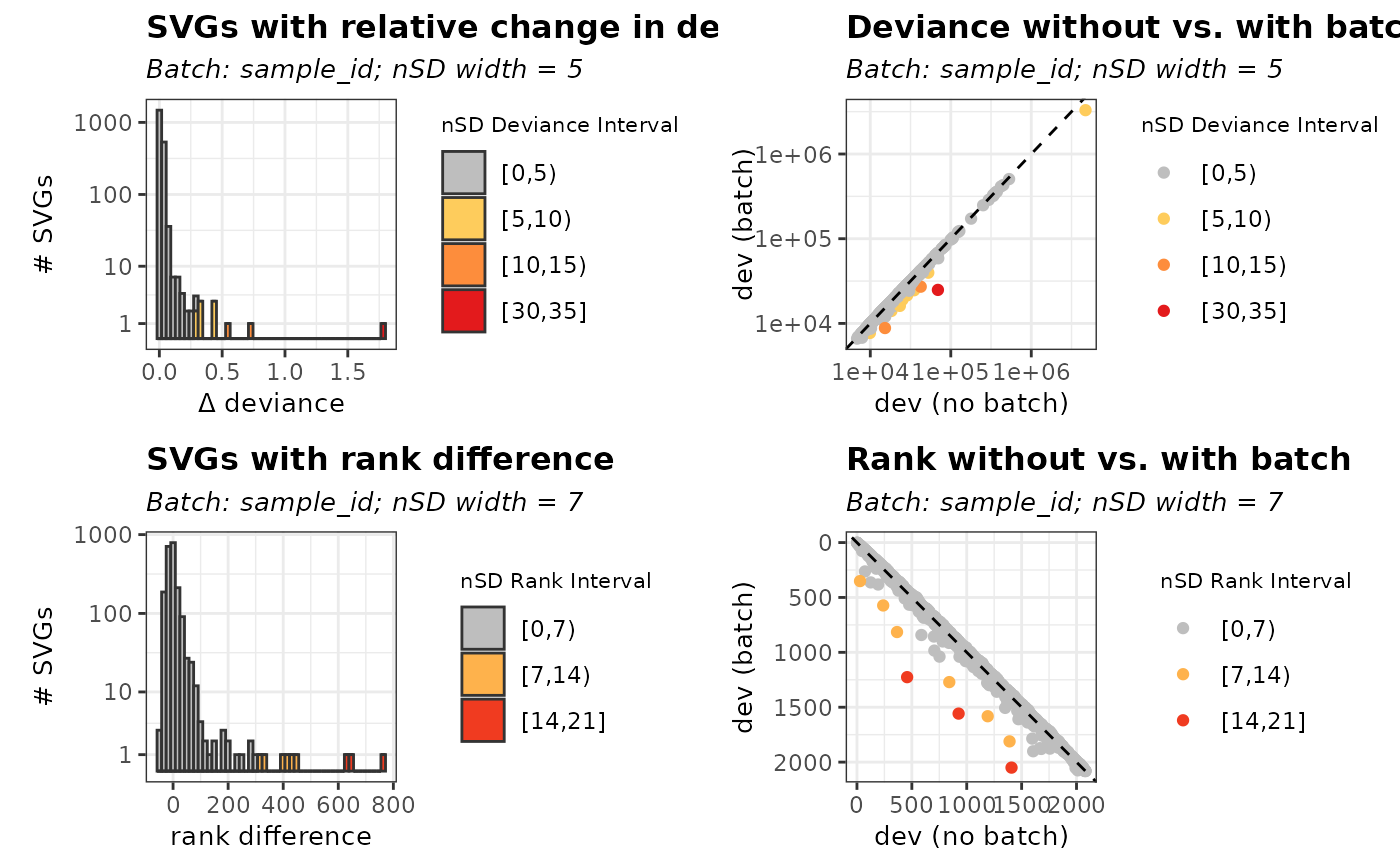 SVGs with relative change in de
Batch: sample_id; nSD width = 5
# SVGs
1000
100
10
1
0.0 0.5 1.0 1.5
Δ deviance
nSD Deviance Interval
[0,5)
[5,10)
[10,15)
[30,35]
Deviance without vs. with batc
Batch: sample_id; nSD width = 5
dev (batch)
1e+06
1e+05
1e+04
1e+04 1e+05 1e+06
dev (no batch)
nSD Deviance Interval
[0,5)
[5,10)
[10,15)
[30,35]
SVGs with rank difference
Batch: sample_id; nSD width = 7
# SVGs
1000
100
10
1
0 200 400 600 800
rank difference
nSD Rank Interval
[0,7)
[7,14)
[14,21]
Rank without vs. with batch
Batch: sample_id; nSD width = 7
dev (batch)
0
500
1000
1500
2000
0 500 1000 1500 2000
dev (no batch)
nSD Rank Interval
[0,7)
[7,14)
[14,21]